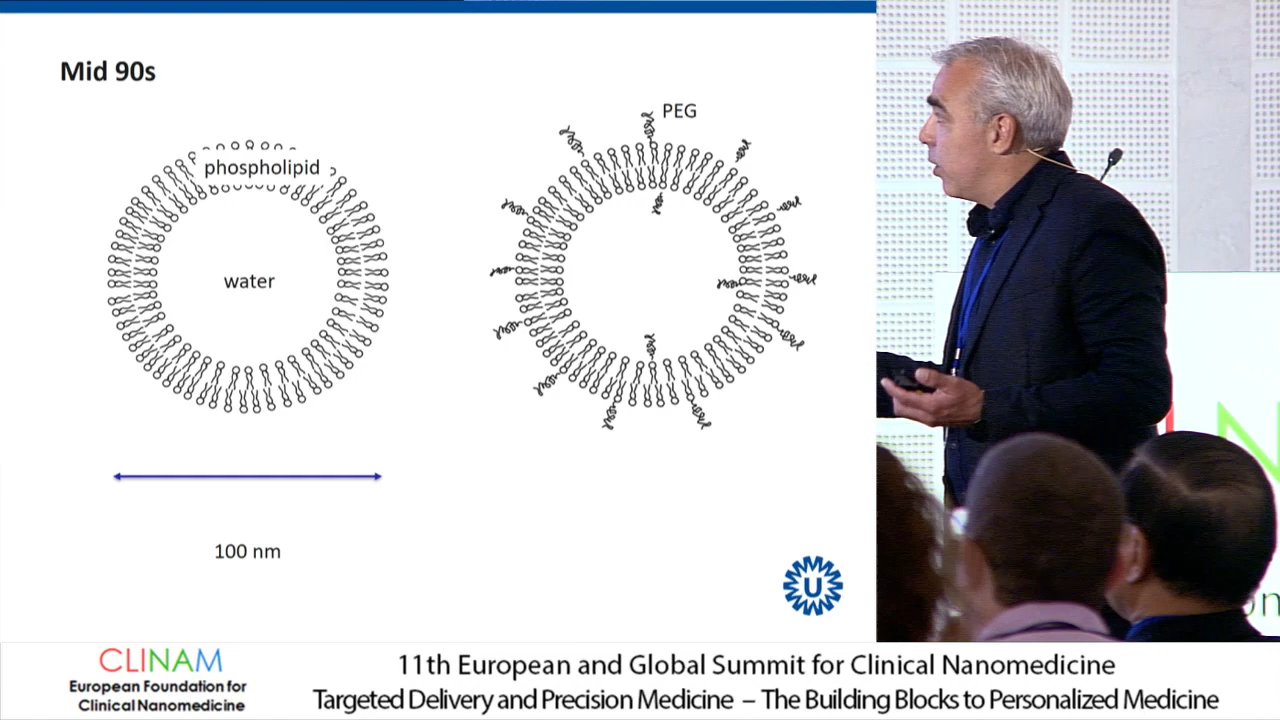 Mid 90s
PEG
phospholipid
water
100 nm
U
N
CLINAM
European Foundation for
Clinical Nanomedicine
11th European and Global Summit for Clinical Nanomedicine
Targeted Delivery and Precision Medicine – The Building Blocks to Personalized Medicine